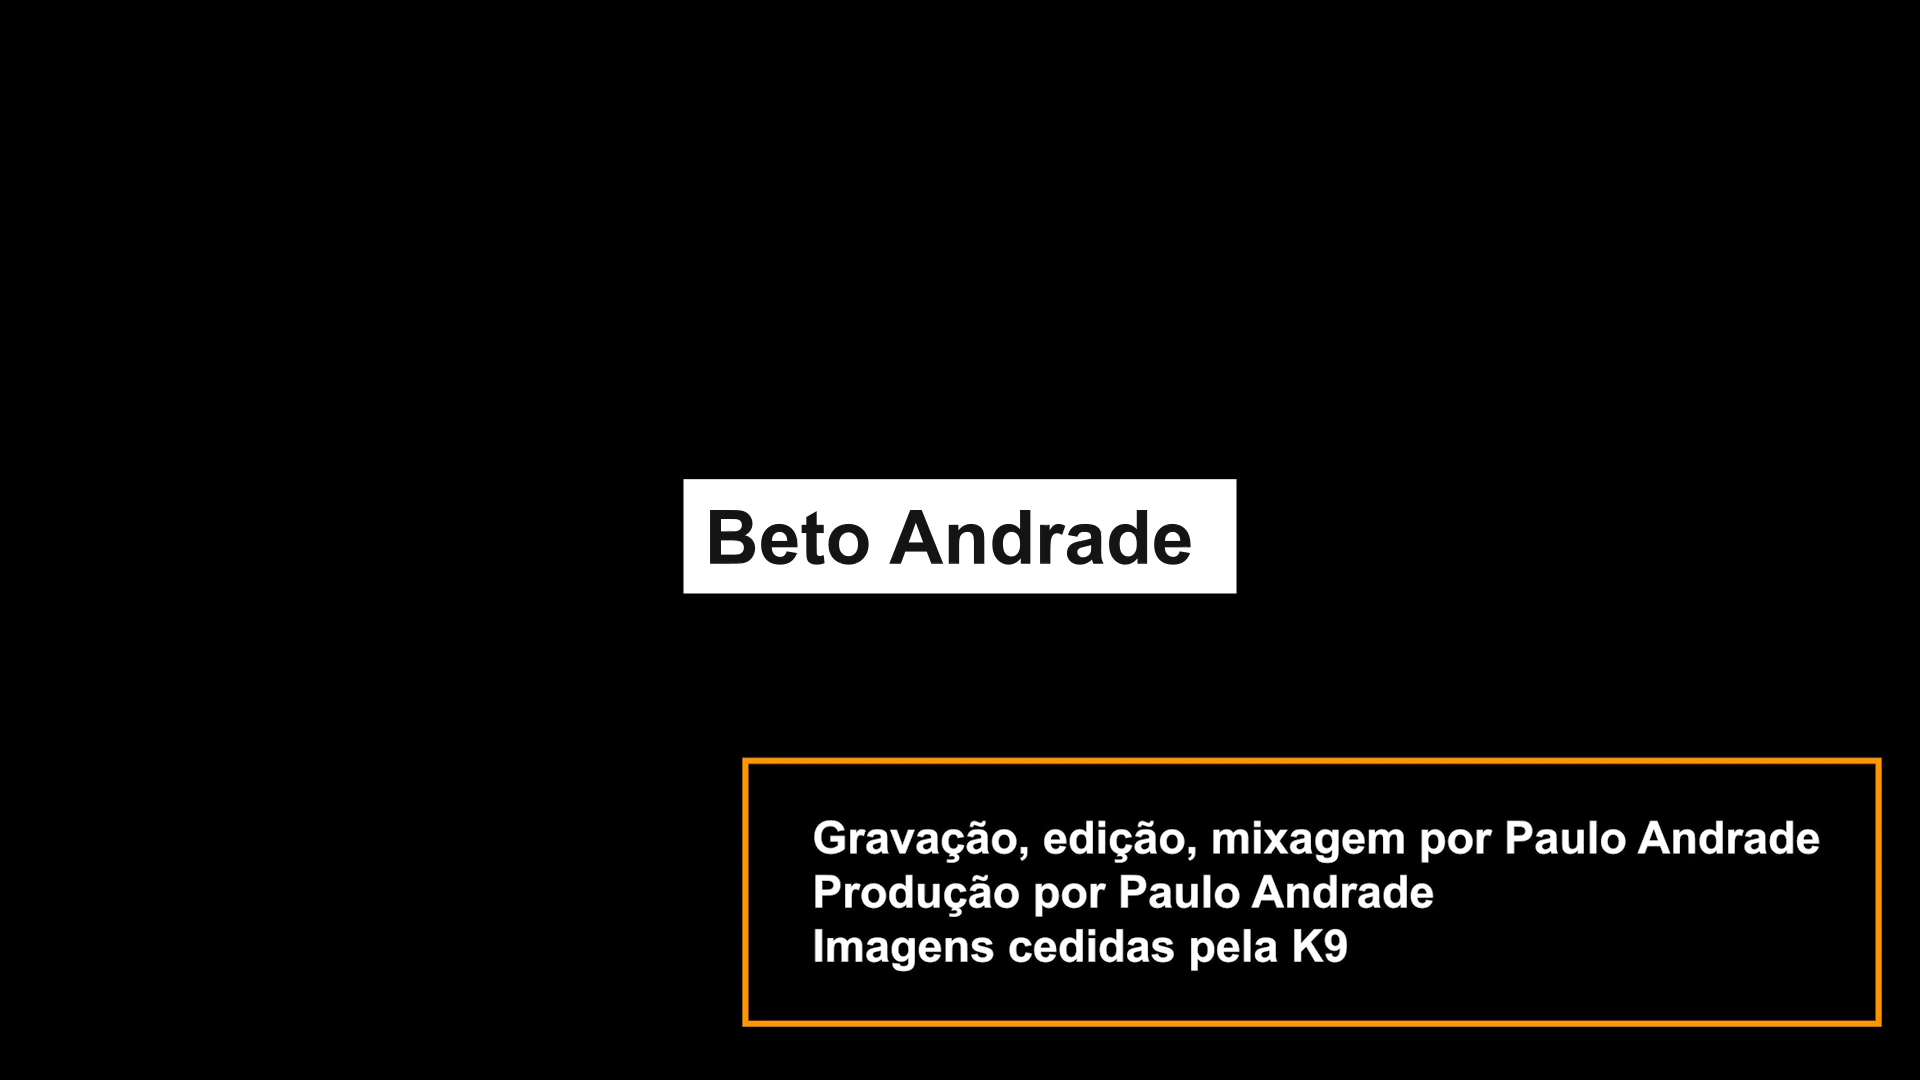 Beto Andrade
Gravação, edição, mixagem por Paulo Andrade
Produção por Paulo Andrade
Imagens cedidas pela K9